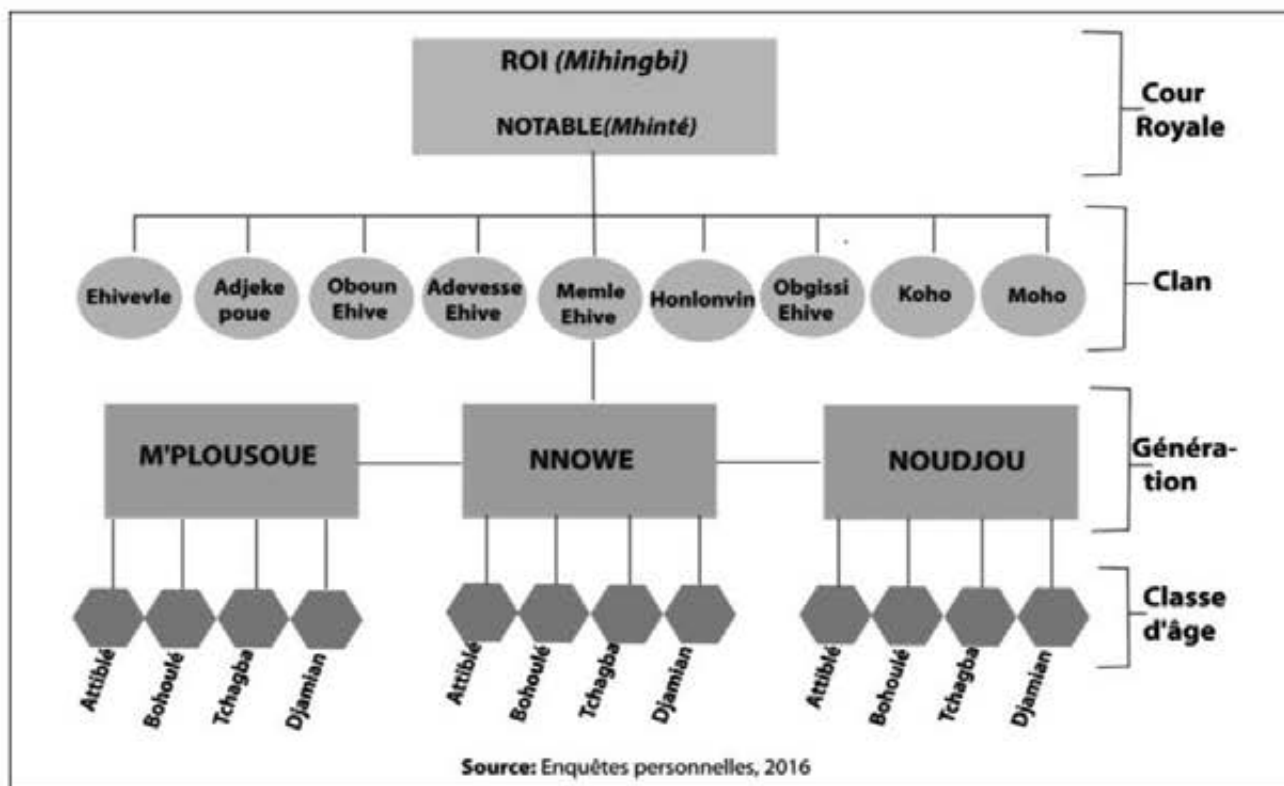 ROI (Mihingbi)
NOTABLE(Mhinté)
Cour
Royale
Ehivevle
Adjeke
poue
Oboun
Ehive
Adevesse
Ehive
Memle
Ehive
Honlonvin
Obgissi
Ehive
Koho
Moho
Clan
M'PLOUSOUE
NNOWE
NOUDJOU
Généra-
tion
Attiblé
Bohoulé
Tchagba
Djamian
Attiblé
Bohoulé
Tchagba
Djamian
Attiblé
Bohoulé
Tchagba
Djamian
Classe
d'âge
Source: Enquêtes personnelles, 2016